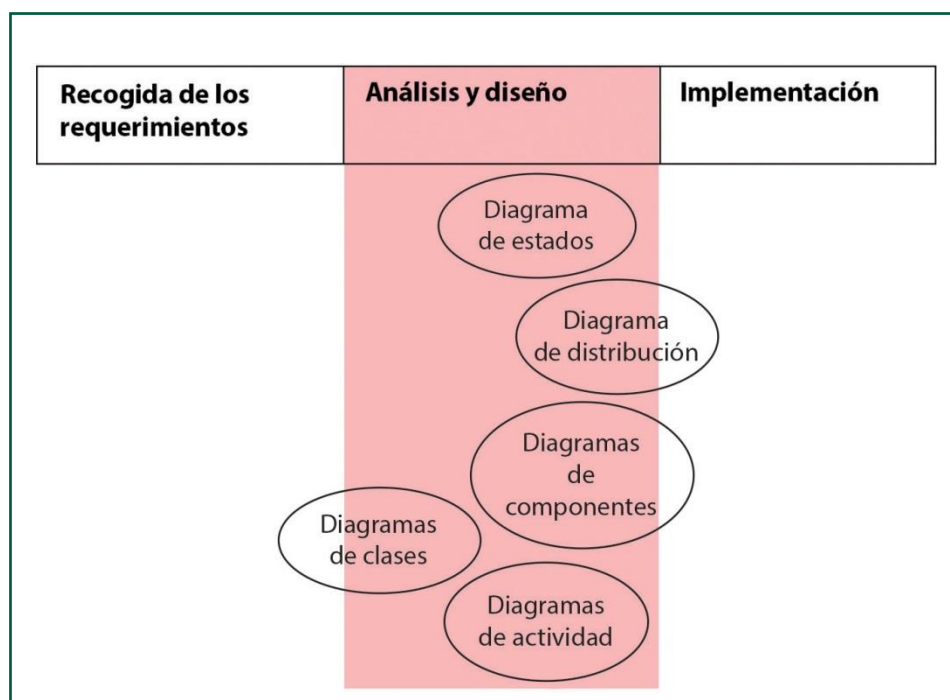 Recogida de los
requerimientos
Análisis y diseño
Implementación
Diagrama
de estados
Diagrama
de distribución
Diagramas
de
componentes
Diagramas
de clases
Diagramas
de actividad